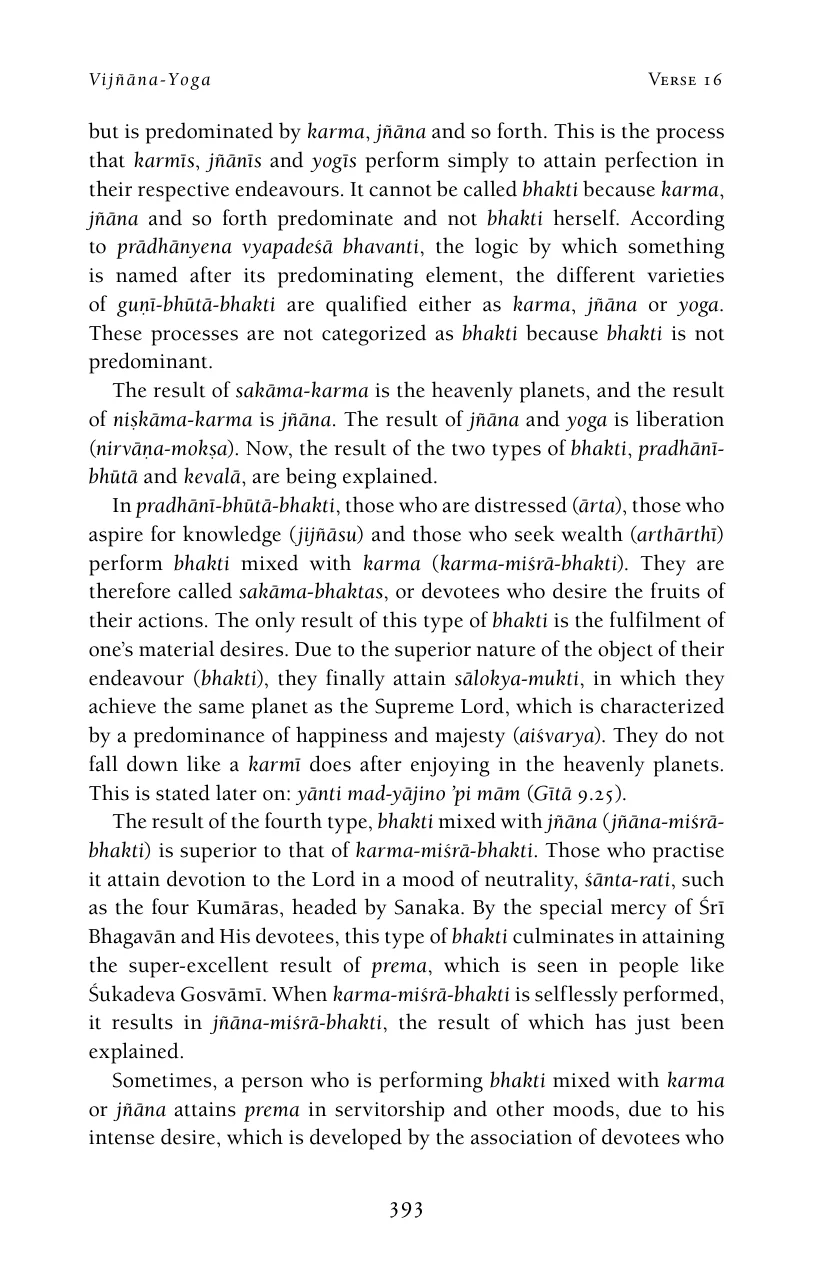 Vijñāna-Yoga
Verse 16
but is predominated by karma, jñāna and so forth. This is the process
that karmīs, jñānīs and yogīs perform simply to attain perfection in
their respective endeavours. It cannot be called bhakti because karma,
jñāna and so forth predominate and not bhakti herself. According
to prādhānyena vyapadeśā bhavanti, the logic by which something
is named after its predominating element, the different varieties
of guṇī-bhūtā-bhakti are qualified either as karma, jñāna or yoga.
These processes are not categorized as bhakti because bhakti is not
predominant.
The result of sakāma-karma is the heavenly planets, and the result
of niṣkāma-karma is jñāna. The result of jñāna and yoga is liberation
(nirvāṇa-mokṣa). Now, the result of the two types of bhakti, pradhānī-
bhūtā and kevalā, are being explained.
In pradhānī-bhūtā-bhakti, those who are distressed (ārta), those who
aspire for knowledge (jijñāsu) and those who seek wealth (arthārthī)
perform bhakti mixed with karma (karma-miśrā-bhakti). They are
therefore called sakāma-bhaktas, or devotees who desire the fruits of
their actions. The only result of this type of bhakti is the fulfilment of
one’s material desires. Due to the superior nature of the object of their
endeavour (bhakti), they finally attain sālokya-mukti, in which they
achieve the same planet as the Supreme Lord, which is characterized
by a predominance of happiness and majesty (aiśvarya). They do not
fall down like a karmī does after enjoying in the heavenly planets.
This is stated later on: yānti mad-yājino ’pi mām (Gītā 9.25).
The result of the fourth type, bhakti mixed with jñāna (jñāna-miśrā-
bhakti) is superior to that of karma-miśrā-bhakti. Those who practise
it attain devotion to the Lord in a mood of neutrality, śānta-rati, such
as the four Kumāras, headed by Sanaka. By the special mercy of Śrī
Bhagavān and His devotees, this type of bhakti culminates in attaining
the super-excellent result of prema, which is seen in people like
Śukadeva Gosvāmī. When karma-miśrā-bhakti is selflessly performed,
it results in jñāna-miśrā-bhakti, the result of which has just been
explained.
Sometimes, a person who is performing bhakti mixed with karma
or jñāna attains prema in servitorship and other moods, due to his
intense desire, which is developed by the association of devotees who
393